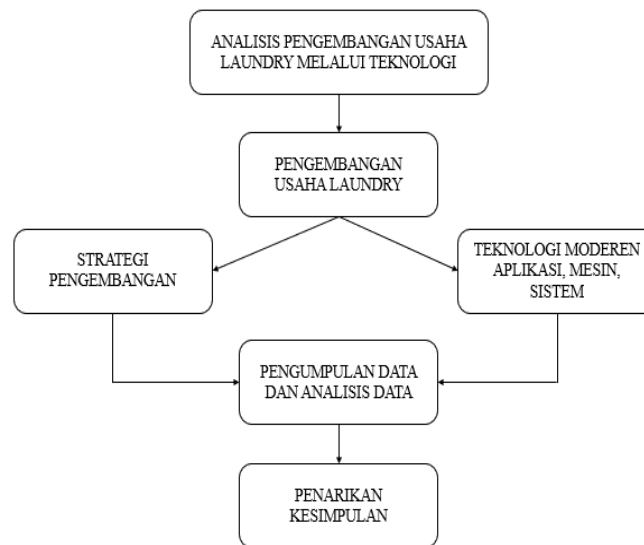 ANALISIS PENGEMBANGAN USAHA
LAUNDRY MELALUI TEKNOLOGI
PENGEMBANGAN
USAHA LAUNDRY
STRATEGI
PENGEMBANGAN
TEKNOLOGI MODEREN
APLIKASI, MESIN,
SISTEM
PENGUMPULAN DATA
DAN ANALISIS DATA
PENARIKAN
KESIMPULAN